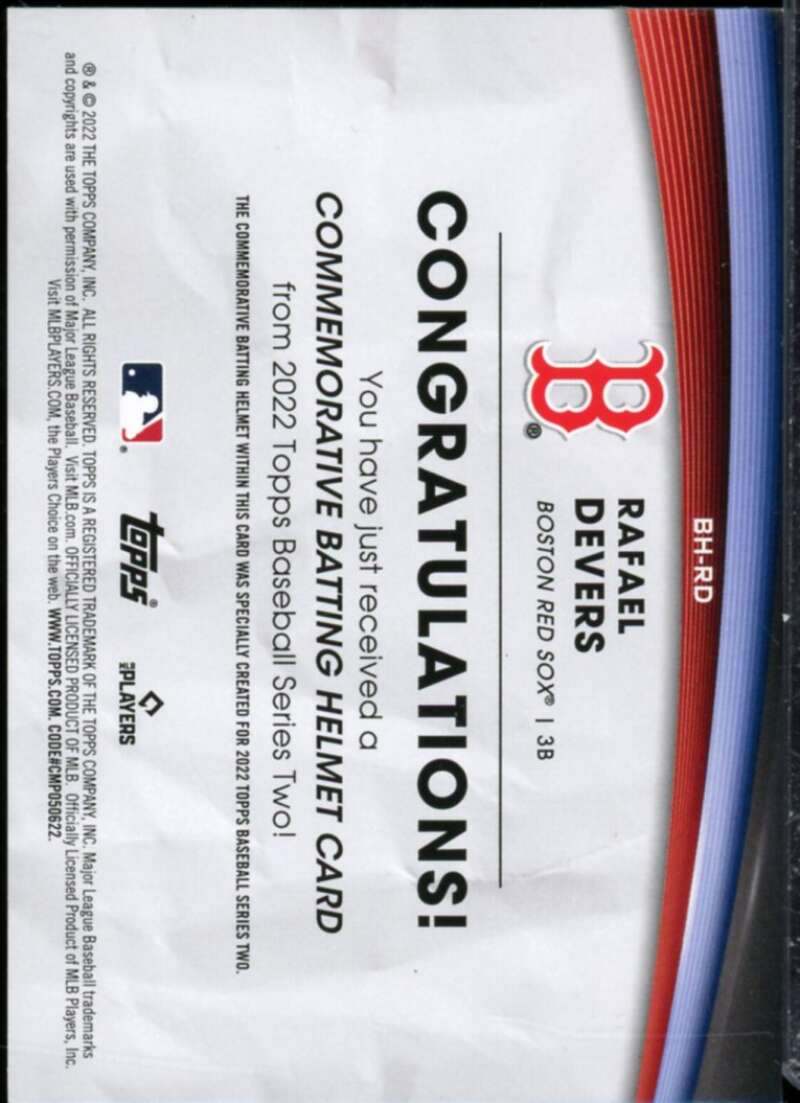 BH-RD
B®
RAFAEL
DEVERS
BOSTON RED SOX® | 3B
CONGRATULATIONS!
You have just received a
COMMEMORATIVE BATTING HELMET CARD
from 2022 Topps Baseball Series Two!
THE COMMEMORATIVE BATTING HELMET WITHIN THIS CARD WAS SPECIALLY CREATED FOR 2022 TOPPS BASEBALL SERIES TWO.
® topps® MLB PLAYERS
® & © 2022 THE TOPPS COMPANY, INC. ALL RIGHTS RESERVED. TOPPS IS A REGISTERED TRADEMARK OF THE TOPPS COMPANY, INC. Major League Baseball trademarks
and copyrights are used with permission of Major League Baseball. Visit MLB.com. OFFICIALLY LICENSED PRODUCT OF MLB. Officially Licensed Product of MLB Players, Inc.
Visit MLBPLAYERS.COM, the Players Choice on the web. WWW.TOPPS.COM. CODE#CMP050622.